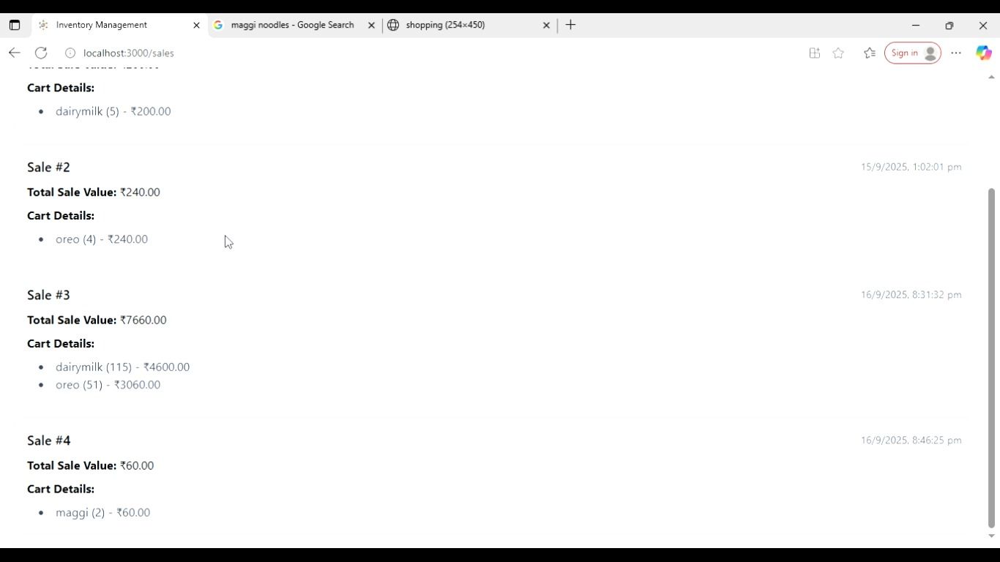 Inventory Management
maggi noodles - Google Search
shopping (254×450)
localhost:3000/sales
Sign in
Cart Details:
dairymilk (5) - ₹200.00
Sale #2
15/9/2025, 1:02:01 pm
Total Sale Value: ₹240.00
Cart Details:
oreo (4) - ₹240.00
Sale #3
16/9/2025, 8:31:32 pm
Total Sale Value: ₹7660.00
Cart Details:
dairymilk (115) - ₹4600.00
oreo (51) - ₹3060.00
Sale #4
16/9/2025, 8:46:25 pm
Total Sale Value: ₹60.00
Cart Details:
maggi (2) - ₹60.00